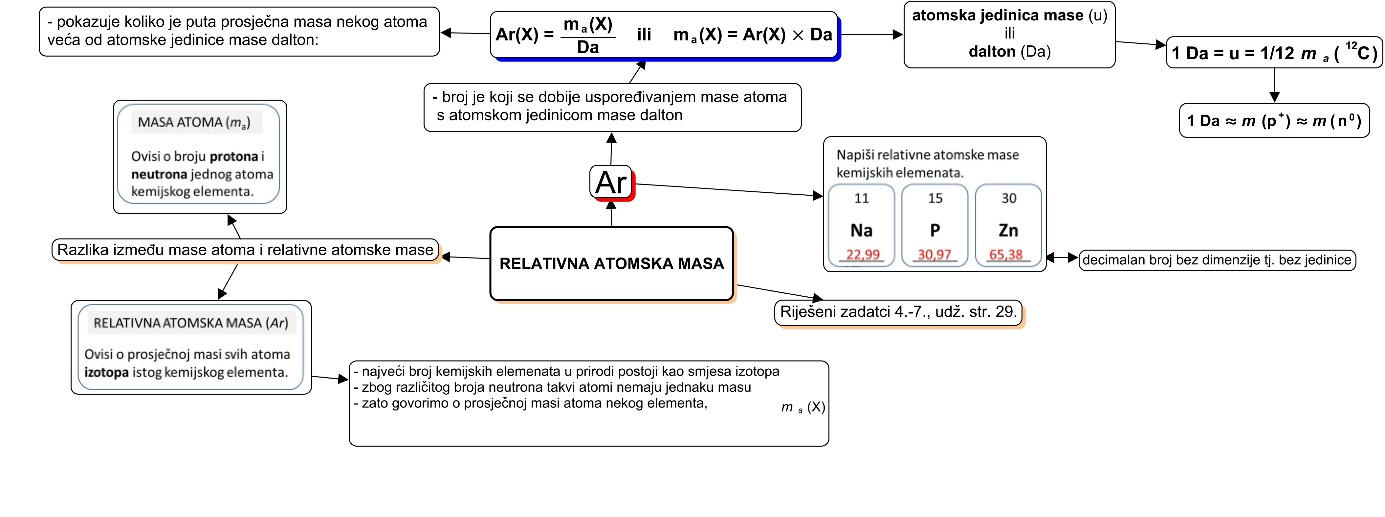 - pokazuje koliko je puta prosječna masa nekog atoma
veća od atomske jedinice mase dalton:
Ar(X) = m a (X) / Da ili m a (X) = Ar(X) × Da
atomska jedinica mase (u)
ili
dalton (Da)
1 Da = u = 1/12 m a ( 12C)
1 Da ≈ m (p+) ≈ m (n0)
- broj je koji se dobije uspoređivanjem mase atoma
s atomskom jedinicom mase dalton
MASA ATOMA (ma)
Ovisi o broju protona i
neutrona jednog atoma
kemijskog elementa.
Ar
Napiši relativne atomske mase
kemijskih elemenata.
11 15 30
Na P Zn
22,99 30,97 65,38
decimalan broj bez dimenzije tj. bez jedinice
Razlika između mase atoma i relativne atomske mase
RELATIVNA ATOMSKA MASA
Riješeni zadatci 4.-7., udž. str. 29.
RELATIVNA ATOMSKA MASA (Ar)
Ovisi o prosječnoj masi svih atoma
izotopa istog kemijskog elementa.
- najveći broj kemijskih elemenata u prirodi postoji kao smjesa izotopa
- zbog različitog broja neutrona takvi atomi nemaju jednaku masu
- zato govorimo o prosječnoj masi atoma nekog elementa, m a (X)